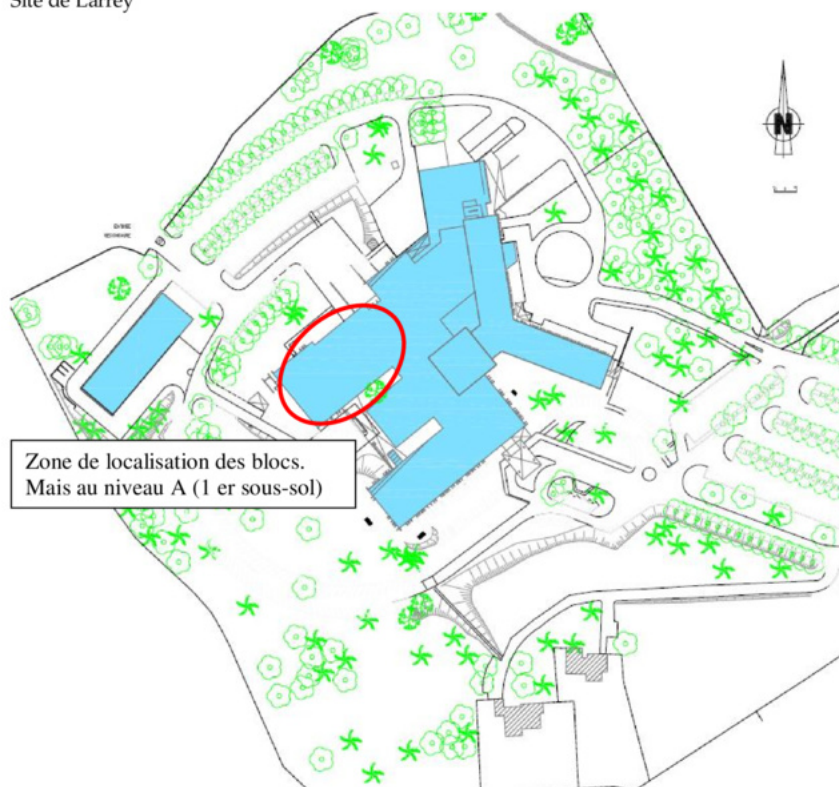 Site de Larrey
N
Zone de localisation des blocs.
Mais au niveau A (1 er sous-sol)